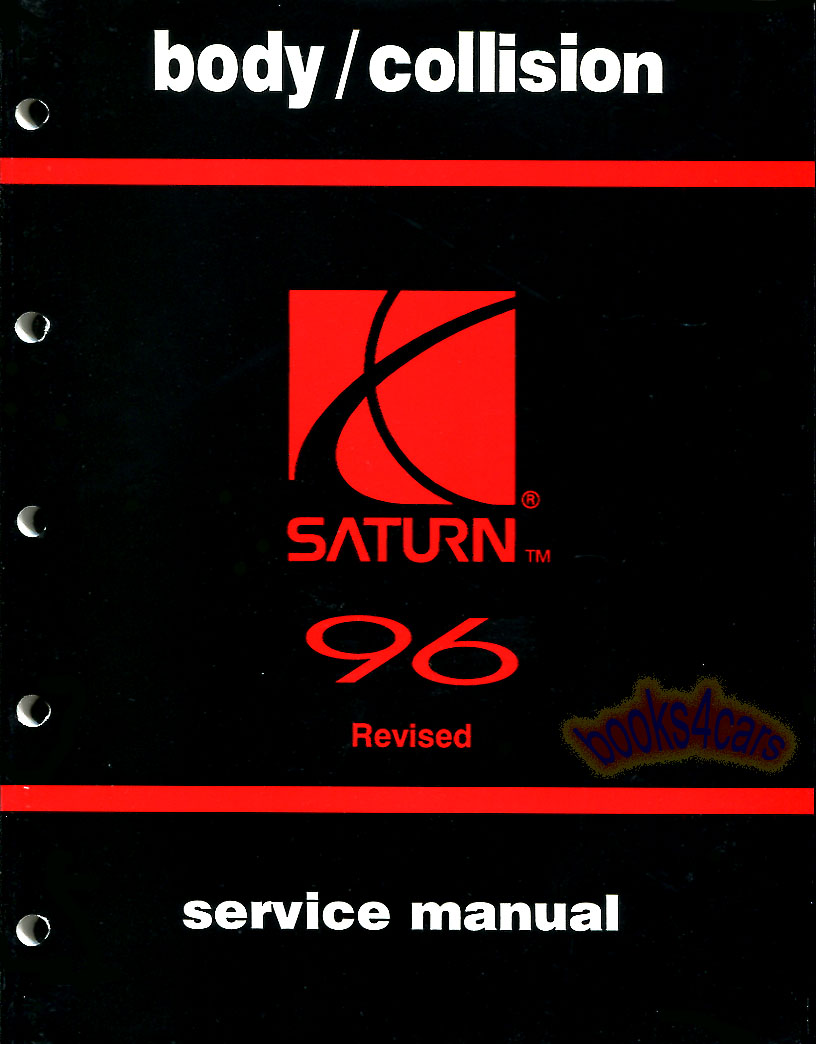 body/collision
®
SATURN TM
96
Revised
books4cars
service manual